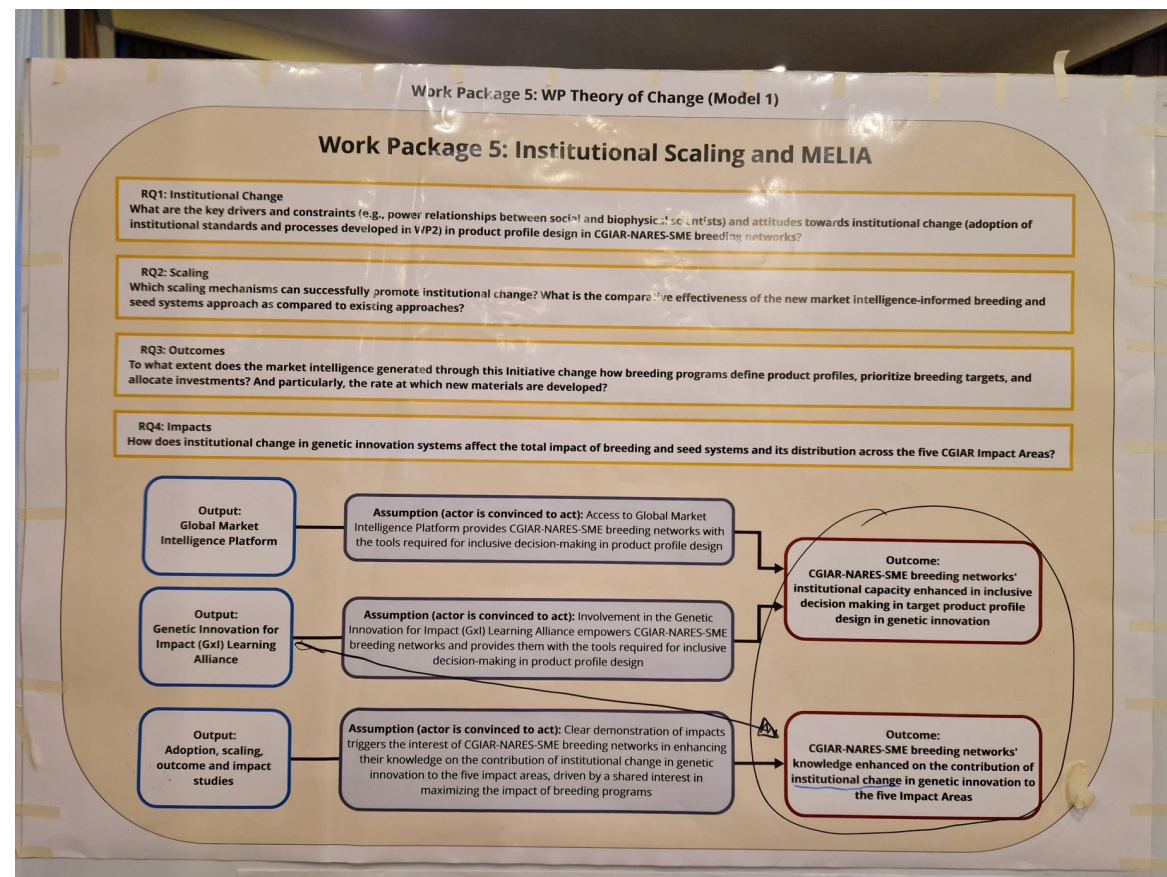 Work Package 5: WP Theory of Change (Model 1)
Work Package 5: Institutional Scaling and MELIA
RQ1: Institutional Change
What are the key drivers and constraints (e.g., power relationships between social and biophysical scientists) and attitudes towards institutional change (adoption of
institutional standards and processes developed in WP2) in product profile design in CGIAR-NARES-SME breeding networks?
RQ2: Scaling
Which scaling mechanisms can successfully promote institutional change? What is the comparative effectiveness of the new market intelligence-informed breeding and
seed systems approach as compared to existing approaches?
RQ3: Outcomes
To what extent does the market intelligence generated through this Initiative change how breeding programs define product profiles, prioritize breeding targets, and
allocate investments? And particularly, the rate at which new materials are developed?
RQ4: Impacts
How does institutional change in genetic innovation systems affect the total impact of breeding and seed systems and its distribution across the five CGIAR Impact Areas?
Output:
Global Market
Intelligence Platform
Assumption (actor is convinced to act): Access to Global Market
Intelligence Platform provides CGIAR-NARES-SME breeding networks with
the tools required for inclusive decision-making in product profile design
Outcome:
CGIAR-NARES-SME breeding networks'
institutional capacity enhanced in inclusive
decision making in target product profile
design in genetic innovation
Output:
Genetic Innovation for
Impact (GxI) Learning
Alliance
Assumption (actor is convinced to act): Involvement in the Genetic
Innovation for Impact (GxI) Learning Alliance empowers CGIAR-NARES-SME
breeding networks and provides them with the tools required for inclusive
decision-making in product profile design
Output:
Adoption, scaling,
outcome and impact
studies
Assumption (actor is convinced to act): Clear demonstration of impacts
triggers the interest of CGIAR-NARES-SME breeding networks in enhancing
their knowledge on the contribution of institutional change in genetic
innovation to the five impact areas, driven by a shared interest in
maximizing the impact of breeding programs
Outcome:
CGIAR-NARES-SME breeding networks'
knowledge enhanced on the contribution of
institutional change in genetic innovation to
the five Impact Areas